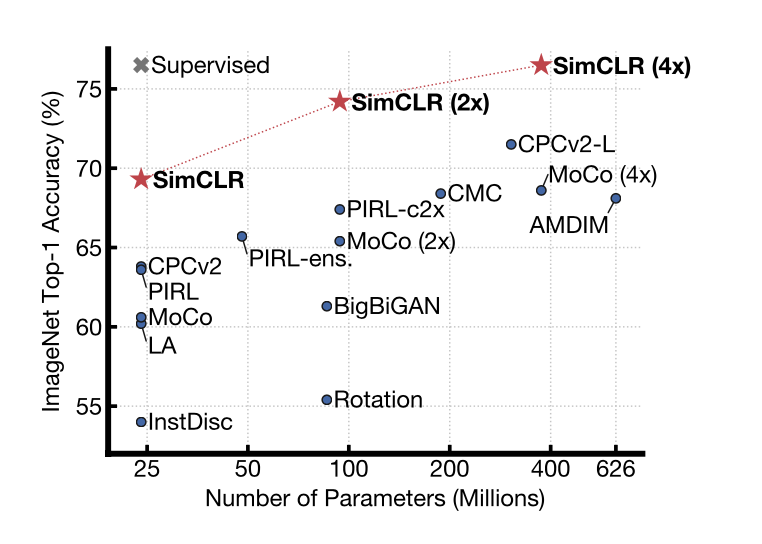 Supervised
SimCLR (4x)
75
SimCLR (2x)
CPCv2-L
70
SimCLR
MoCo (4x)
CMC
PIRL-c2x
AMDIM
65
MoCo (2x)
PIRL-ens.
CPCv2
PIRL
BigBiGAN
MoCo
60
LA
Rotation
55
InstDisc
25 50 100 200 400 626
Number of Parameters (Millions)
ImageNet Top-1 Accuracy (%)